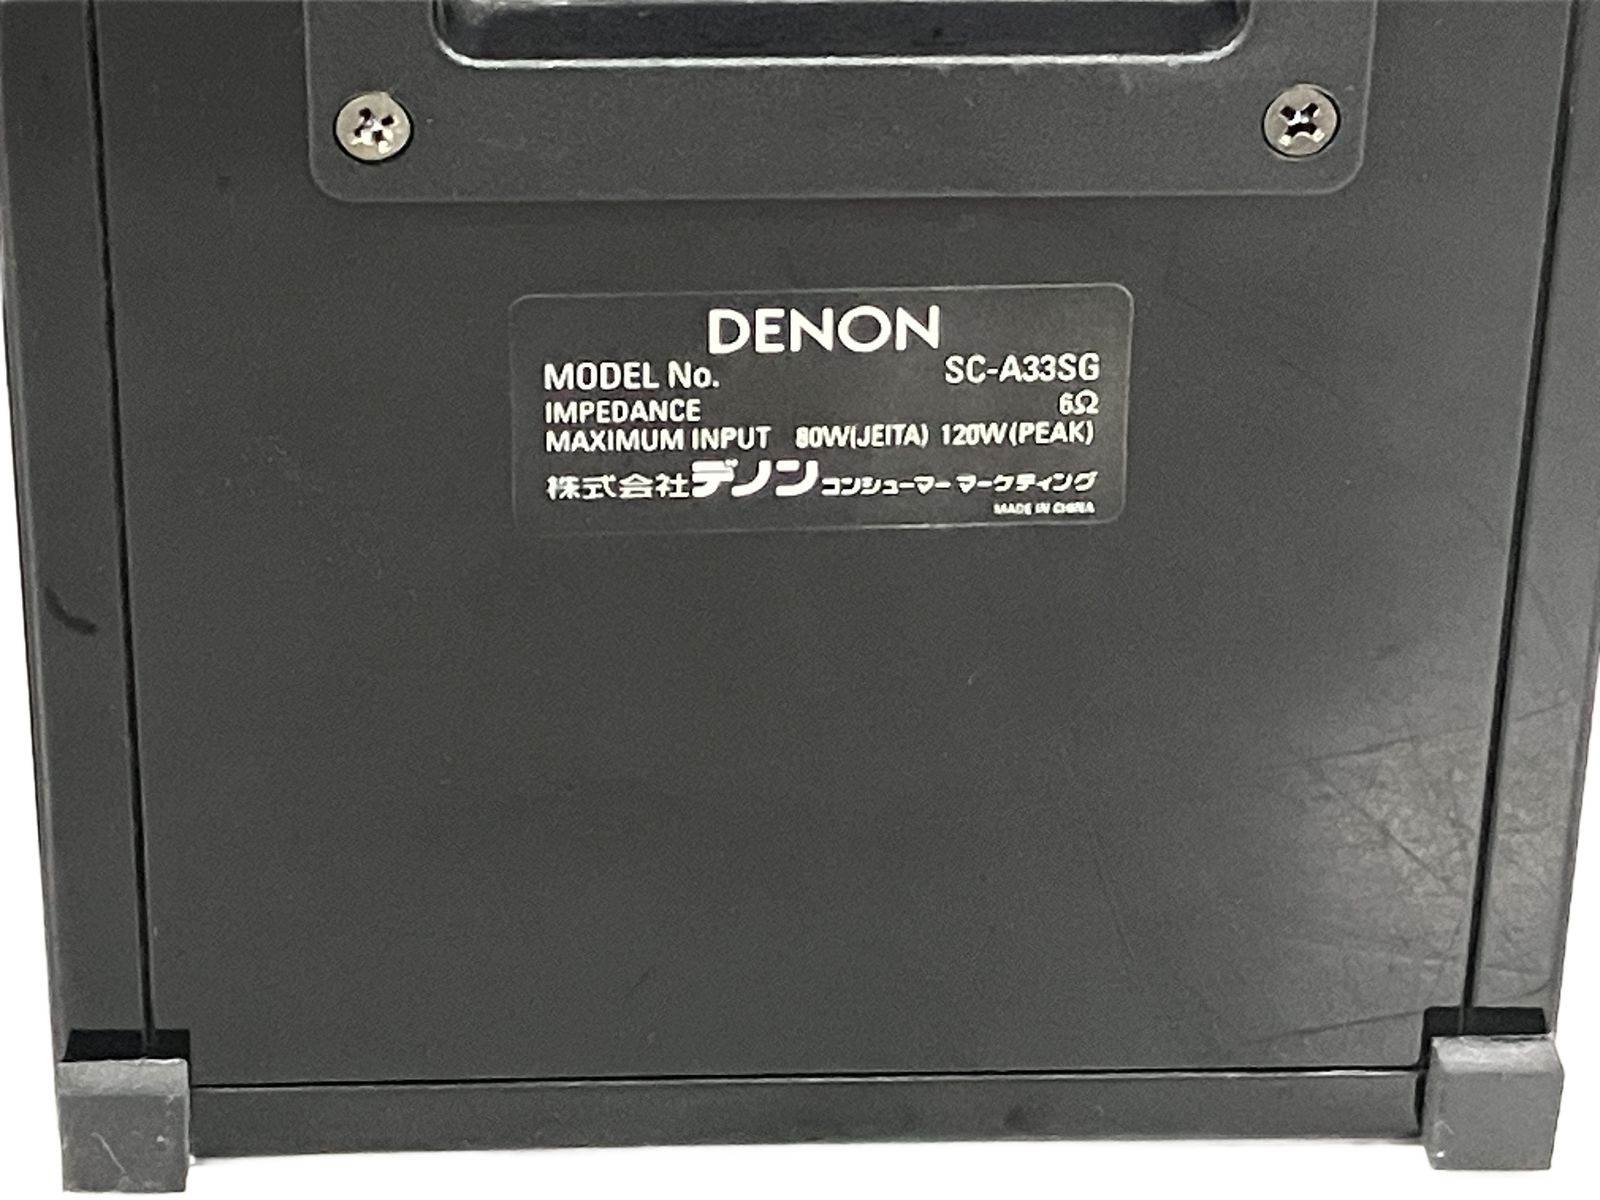 DENON
MODEL No. SC-A33SG
IMPEDANCE 6Ω
MAXIMUM INPUT 80W(JEITA) 120W(PEAK)
株式会社デノン コンシューマー マーケティング
MADE IN CHINA